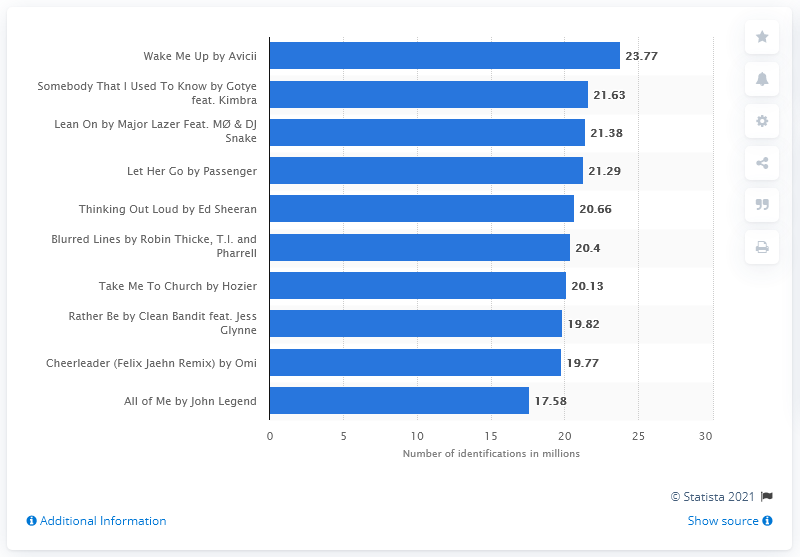 Wake Me Up by Avicii
23.77
Somebody That I Used To Know by Gotye
feat. Kimbra
21.63
Lean On by Major Lazer Feat. MØ & DJ
Snake
21.38
Let Her Go by Passenger
21.29
Thinking Out Loud by Ed Sheeran
20.66
Blurred Lines by Robin Thicke, T.I. and
Pharrell
20.4
Take Me To Church by Hozier
20.13
Rather Be by Clean Bandit feat. Jess
Glynne
19.82
Cheerleader (Felix Jaehn Remix) by Omi
19.77
All of Me by John Legend
17.58
0 5 10 15 20 25 30
Number of identifications in millions
© Statista 2021
Additional Information
Show source